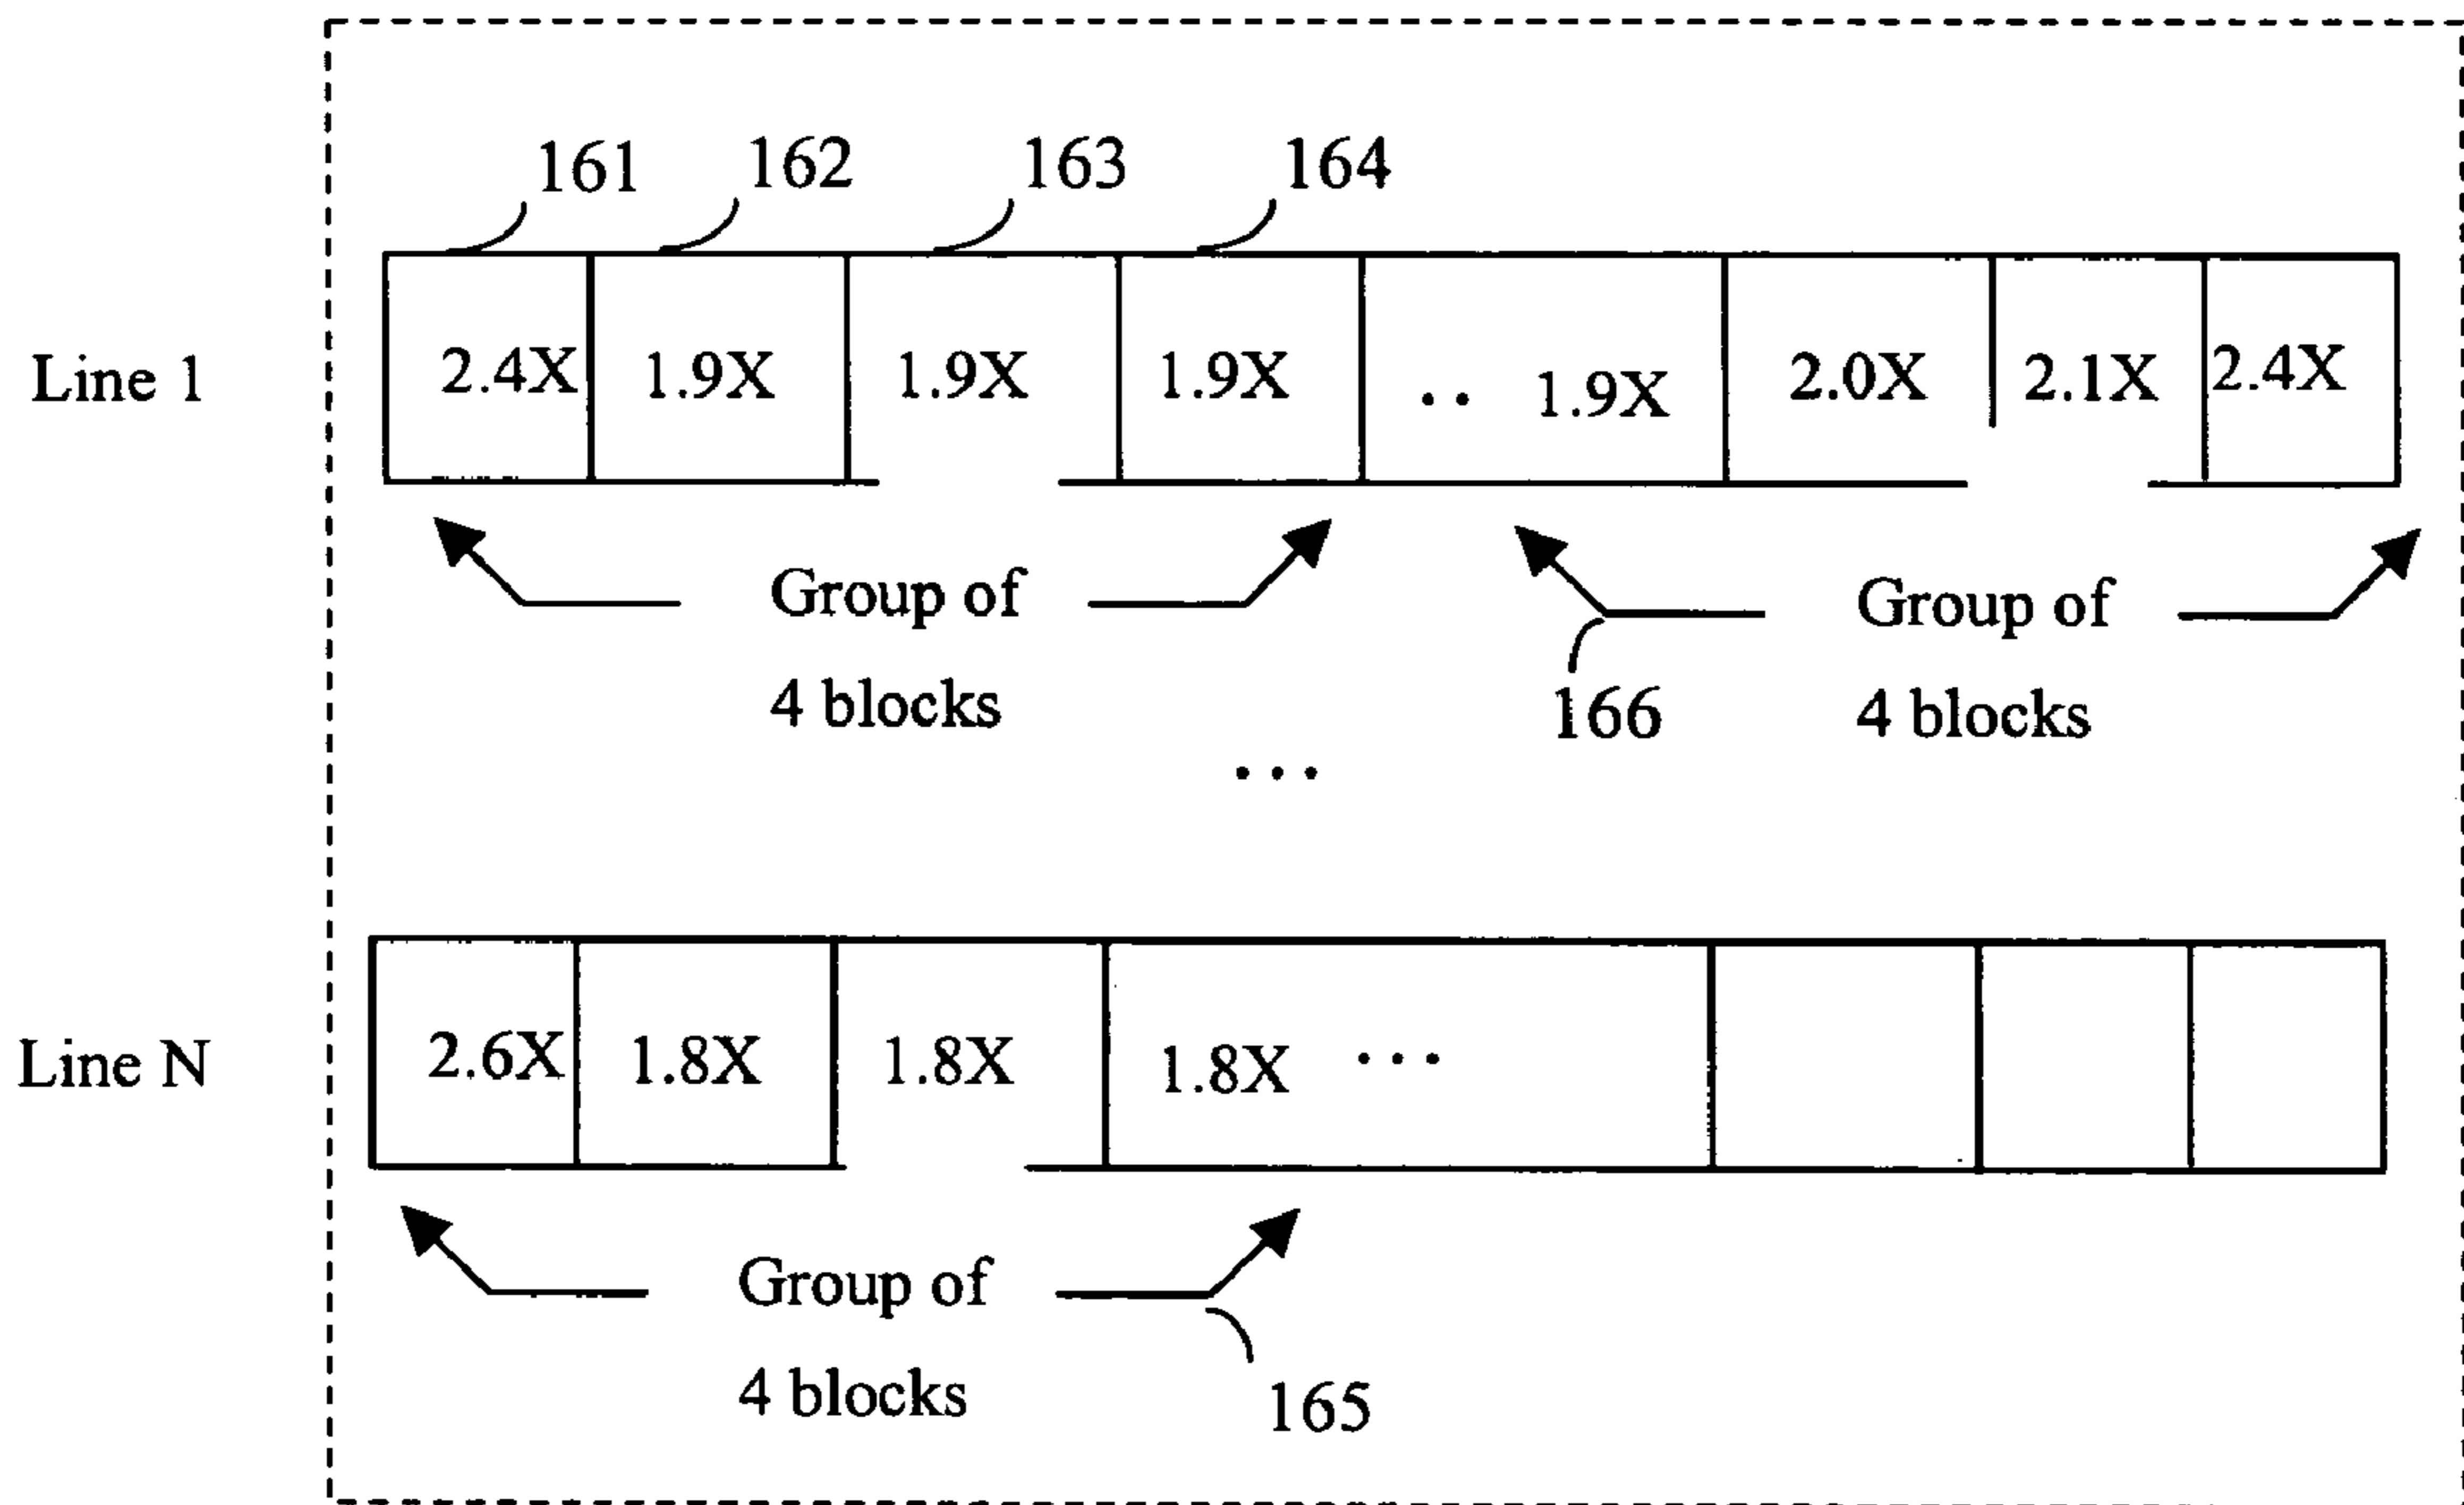 161 162 163 164
Line 1 2.4X 1.9X 1.9X 1.9X .. 1.9X 2.0X 2.1X 2.4X
Group of Group of
4 blocks 166 4 blocks
...
Line N 2.6X 1.8X 1.8X 1.8X ...
Group of
4 blocks 165